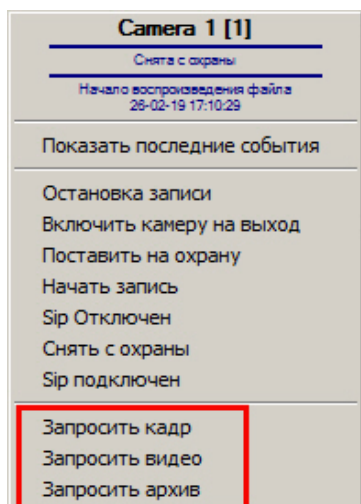 Camera 1 [1]
Снята с охраны
Начало воспроизведения файла
26-02-19 17:10:29
Показать последние события
Остановка записи
Включить камеру на выход
Поставить на охрану
Начать запись
Sip Отключен
Снять с охраны
Sip подключен
Запросить кадр
Запросить видео
Запросить архив